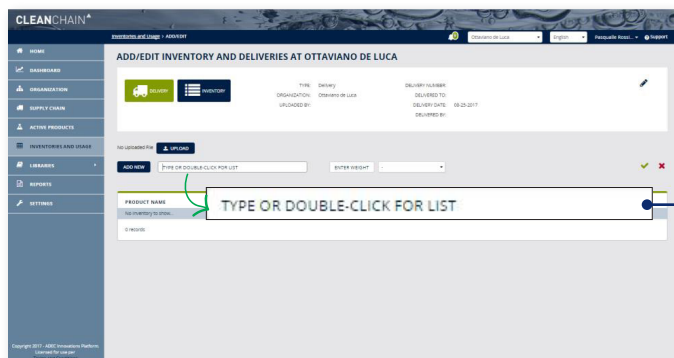 CLEANCHAIN
Inventories and Usage > ADD/EDIT
Ottaviano de Luca
English
Pasqualle Rossi...
Support
HOME
DASHBOARD
ORGANIZATION
SUPPLY CHAIN
ACTIVE PRODUCTS
INVENTORIES AND USAGE
LIBRARIES
REPORTS
SETTINGS
ADD/EDIT INVENTORY AND DELIVERIES AT OTTAVIANO DE LUCA
DELIVERY
INVENTORY
TYPE: Delivery
ORGANIZATION: Ottaviano de Luca
UPLOADED BY:
DELIVERY NUMBER:
DELIVERED TO:
DELIVERY DATE: 09-25-2017
DELIVERED BY:
No Uploaded File UPLOAD
ADD NEW TYPE OR DOUBLE-CLICK FOR LIST ENTER WEIGHT -
PRODUCT NAME
No inventory to show...
0 records
TYPE OR DOUBLE-CLICK FOR LIST
Copyright 2017 - ADEC Innovations Platform
Licensed for use per